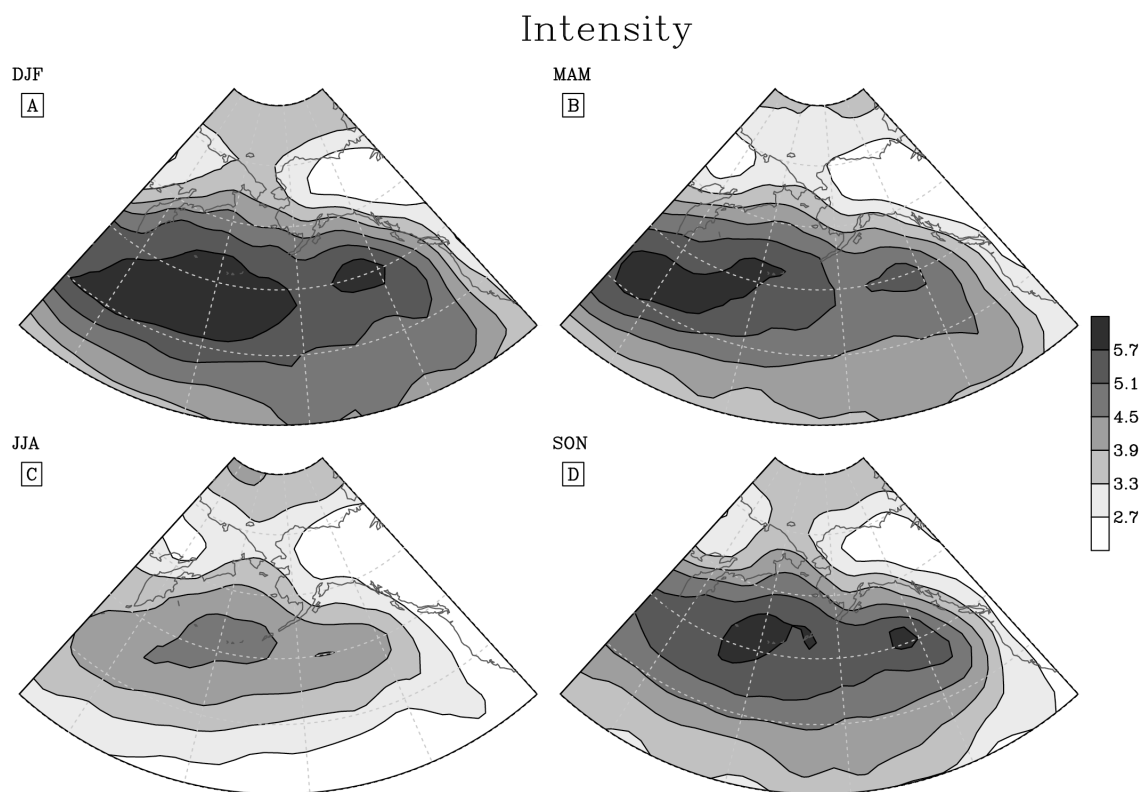 Intensity
DJF
A
MAM
B
JJA
C
SON
D
5.7
5.1
4.5
3.9
3.3
2.7